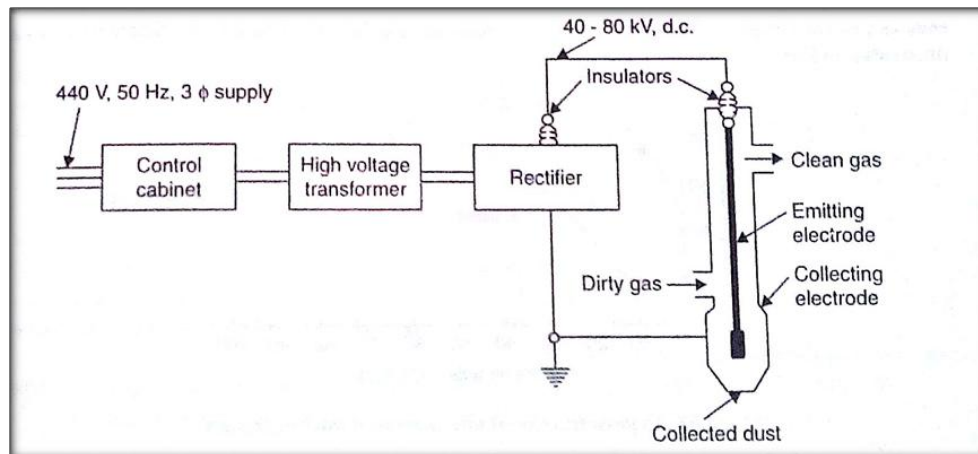 40 - 80 kV, d.c.
Insulators
440 V, 50 Hz, 3 ϕ supply
Control
cabinet
High voltage
transformer
Rectifier
Clean gas
Emitting
electrode
Dirty gas
Collecting
electrode
Collected dust